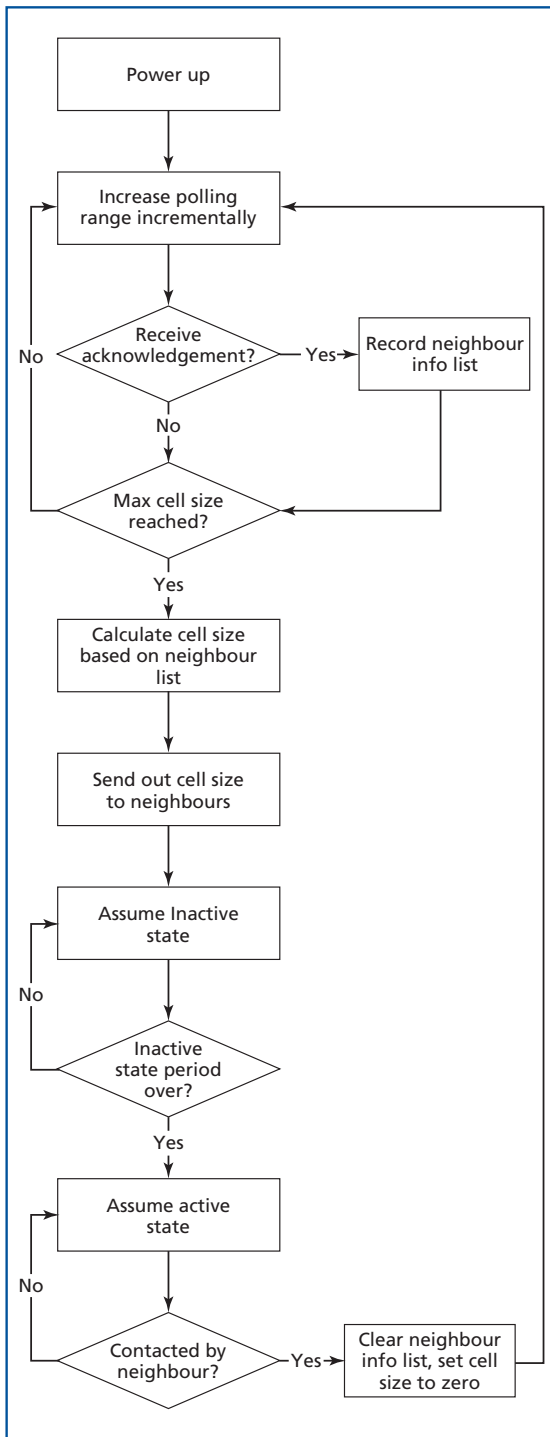 Power up
Increase polling
range incrementally
Receive
acknowledgement?
Yes
Record neighbour
info list
No
No
Max cell size
reached?
Yes
Calculate cell size
based on neighbour
list
Send out cell size
to neighbours
Assume Inactive
state
No
Inactive
state period
over?
Yes
Assume active
state
No
Contacted by
neighbour?
Yes
Clear neighbour
info list, set cell
size to zero